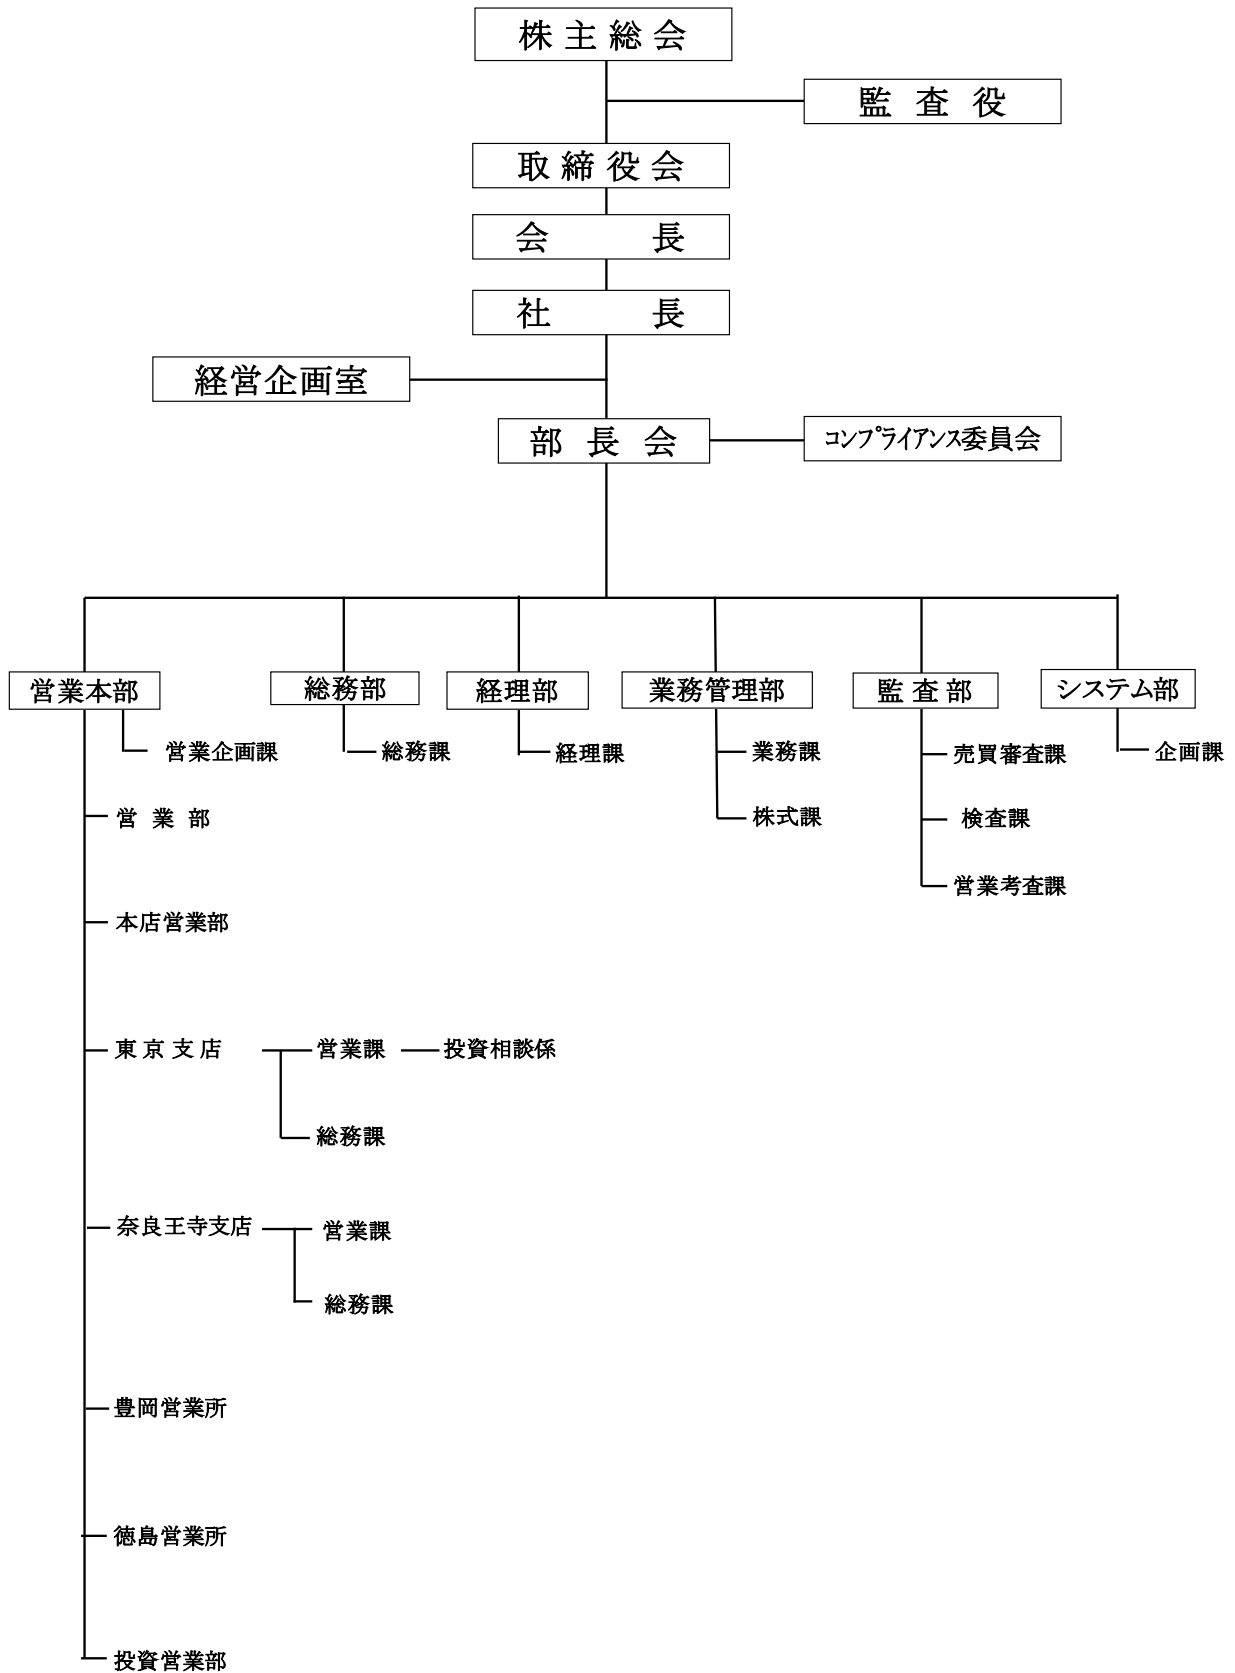 株主総会
監査役
取締役会
会長
社長
経営企画室
部長会
ｺﾝﾌﾟﾗｲｱﾝｽ委員会
営業本部
総務部
経理部
業務管理部
監査部
システム部
営業企画課
総務課
経理課
業務課
売買審査課
企画課
営業部
株式課
検査課
営業考査課
本店営業部
東京支店
営業課
投資相談係
総務課
奈良王寺支店
営業課
総務課
豊岡営業所
徳島営業所
投資営業部